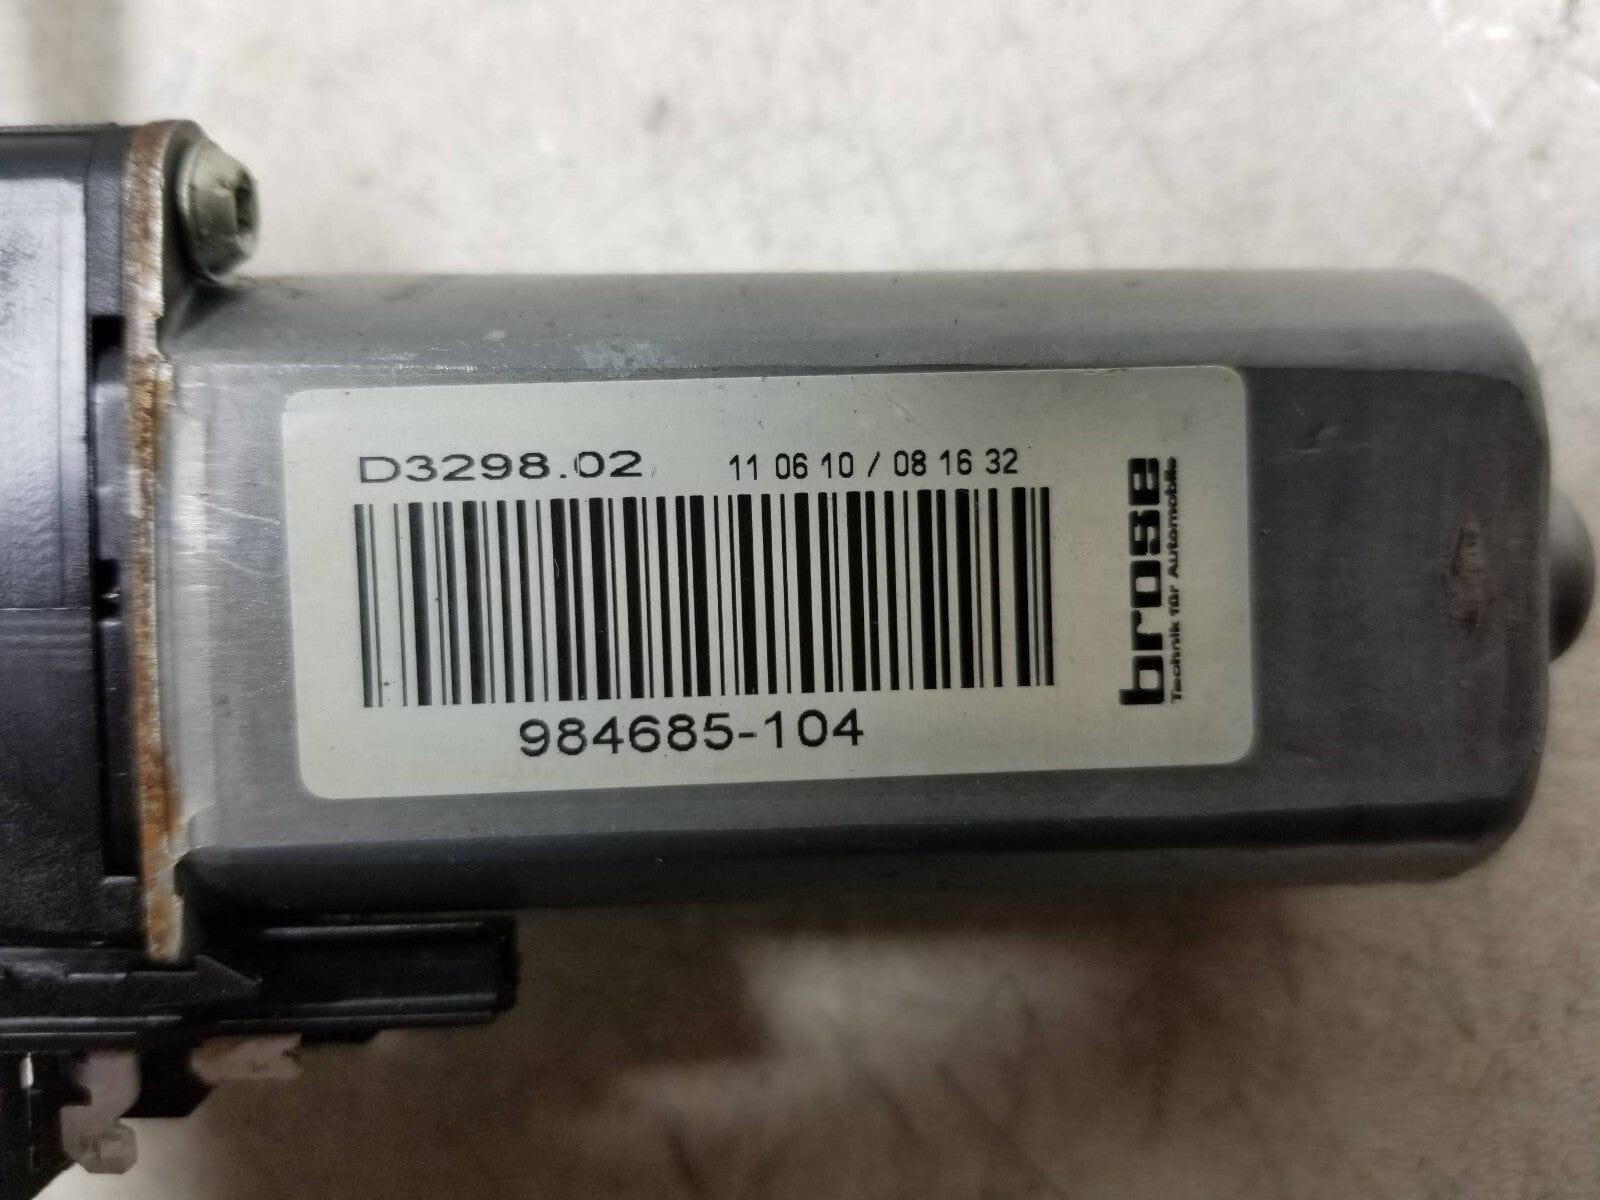 D3298.02
11 06 10 / 08 16 32
984685-104
brose
Technik für Automobile